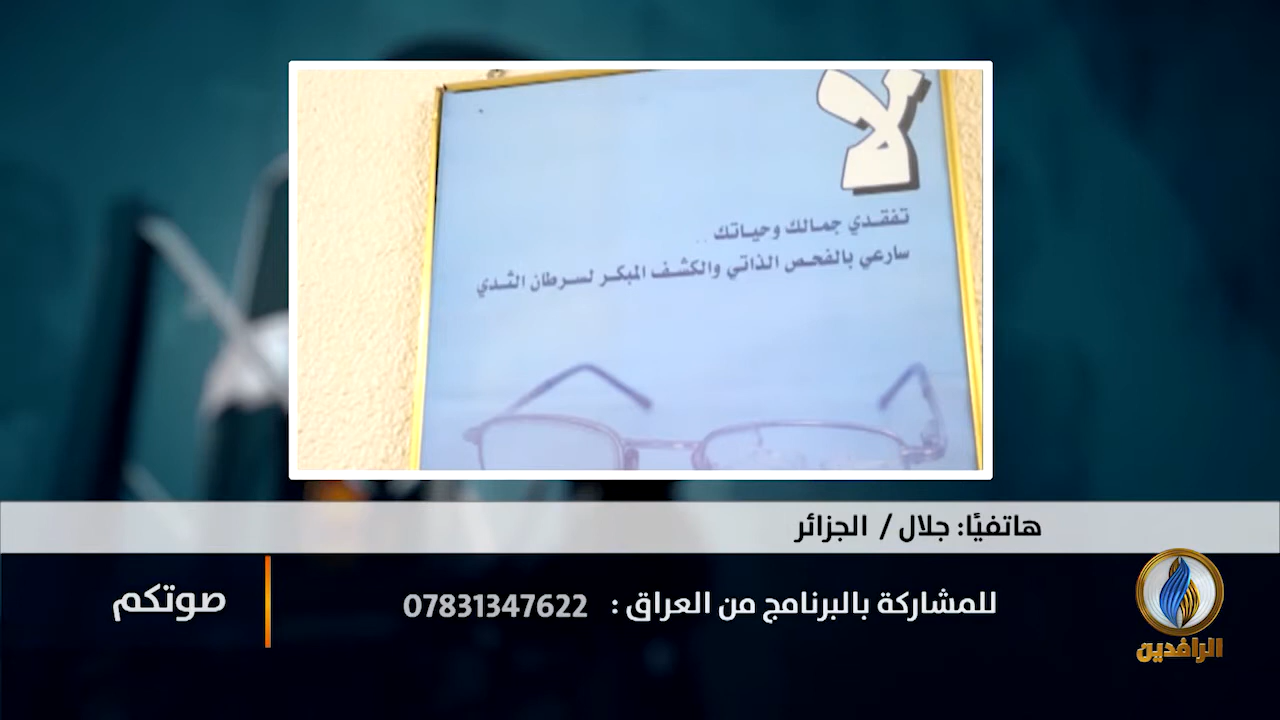 لا
تفقدي جمالك وحياتك ..
سارعي بالفحص الذاتي والكشف المبكر لسرطان الثدي
هاتفيًا: جلال / الجزائر
للمشاركة بالبرنامج من العراق : 07831347622
صوتكم
الرافدين